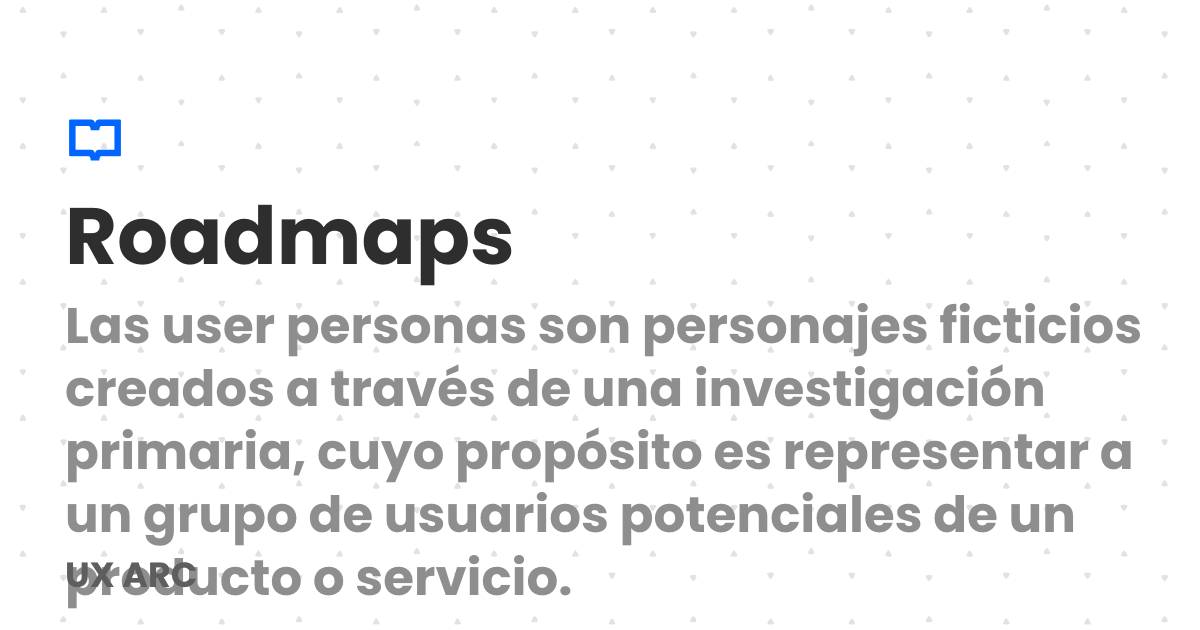 Roadmaps
Las user personas son personajes ficticios
creados a través de una investigación
primaria, cuyo propósito es representar a
un grupo de usuarios potenciales de un
producto o servicio.
UX ARC